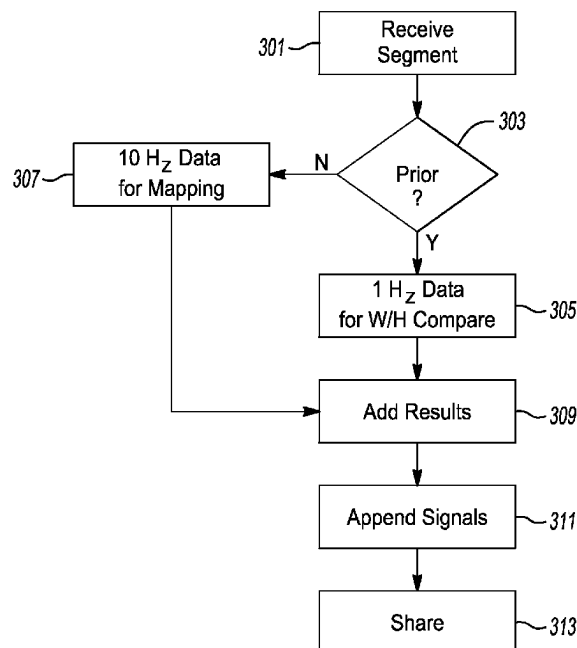 301
Receive
Segment
303
Prior
?
N
Y
307
10 Hz Data
for Mapping
1 Hz Data
for W/H Compare
305
Add Results
309
Append Signals
311
Share
313